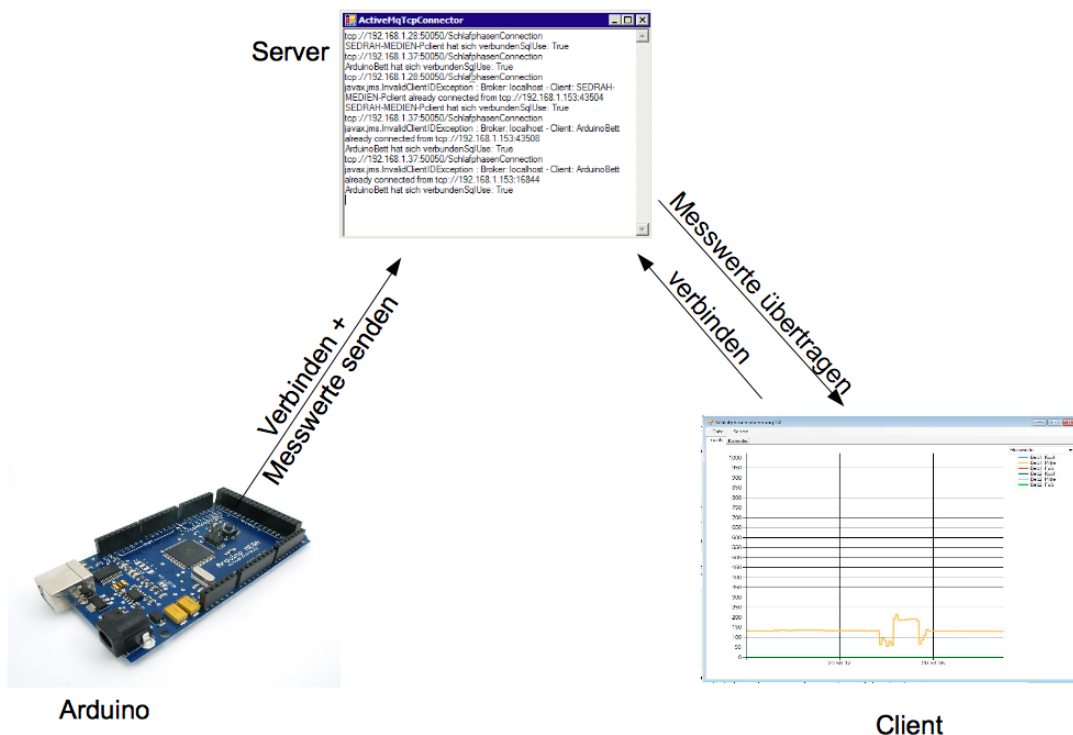 ActiveMqTcpConnector
Server
tcp://192.168.1.28:50050/SchlafphasenConnection
SEDRAH-MEDIEN-Pclient hat sich verbundenSqlUse: True
tcp://192.168.1.37:50050/SchlafphasenConnection
ArduinoBett hat sich verbundenSqlUse: True
tcp://192.168.1.28:50050/SchlafphasenConnection
javax.jms.InvalidClientIDException : Broker: localhost - Client: SEDRAH-
MEDIEN-Pclient already connected from tcp://192.168.1.153:43504
SEDRAH-MEDIEN-Pclient hat sich verbundenSqlUse: True
tcp://192.168.1.37:50050/SchlafphasenConnection
javax.jms.InvalidClientIDException : Broker: localhost - Client: ArduinoBett
already connected from tcp://192.168.1.153:43508
ArduinoBett hat sich verbundenSqlUse: True
tcp://192.168.1.37:50050/SchlafphasenConnection
javax.jms.InvalidClientIDException : Broker: localhost - Client: ArduinoBett
already connected from tcp://192.168.1.153:16844
ArduinoBett hat sich verbundenSqlUse: True
Verbinden +
Messwerte senden
Messwerte übertragen
verbinden
Arduino MEGA
Arduino
1000
950
900
850
800
750
700
650
600
550
500
450
400
350
300
250
200
150
100
50
0
Client